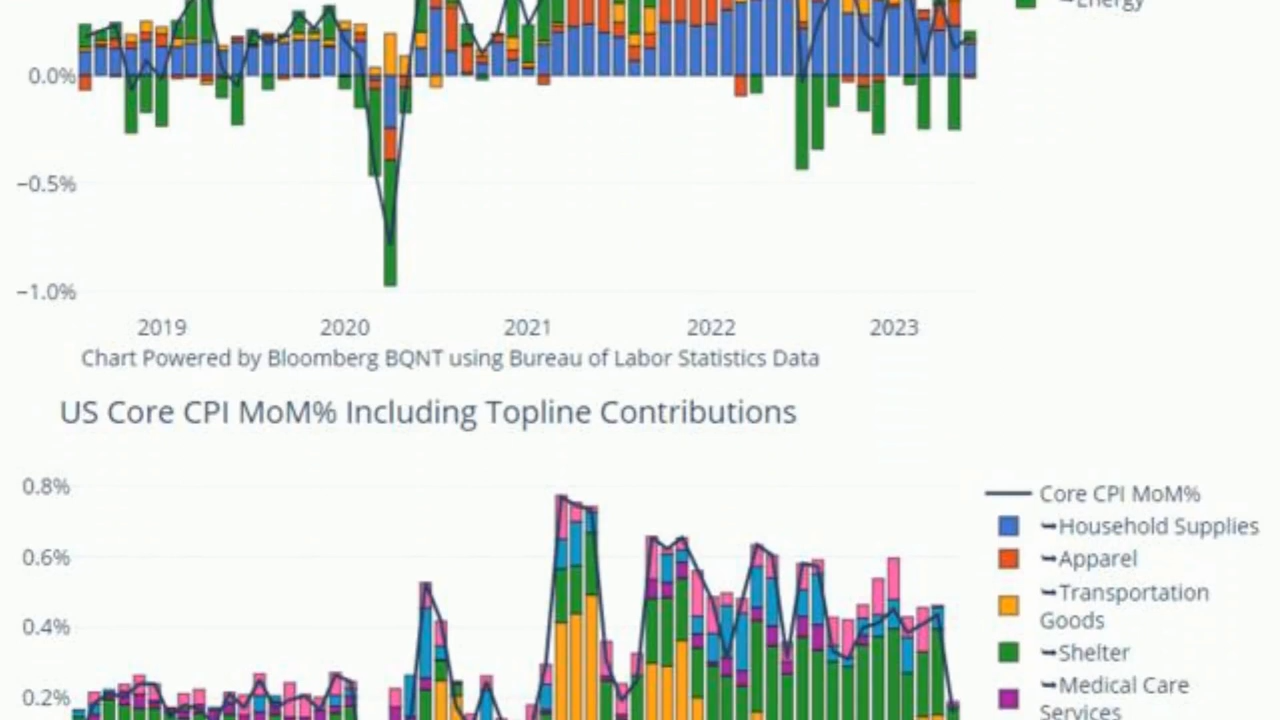 ➥Energy
0.0%
−0.5%
−1.0%
2019 2020 2021 2022 2023
Chart Powered by Bloomberg BQNT using Bureau of Labor Statistics Data
US Core CPI MoM% Including Topline Contributions
0.8%
Core CPI MoM%
➥Household Supplies
0.6%
➥Apparel
➥Transportation
Goods
0.4%
➥Shelter
➥Medical Care
Services
0.2%